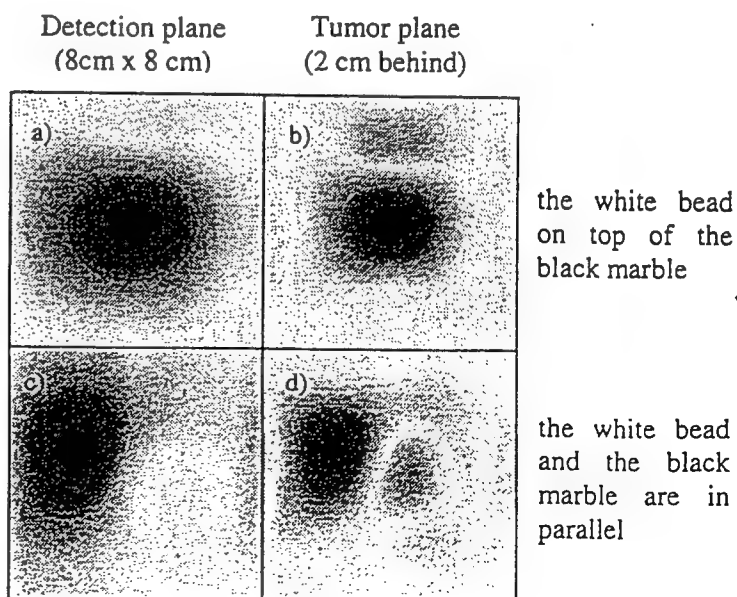 Detection plane
(8cm x 8 cm)
Tumor plane
(2 cm behind)
a)
b)
the white bead
on top of the
black marble
c)
d)
the white bead
and the black
marble are in
parallel